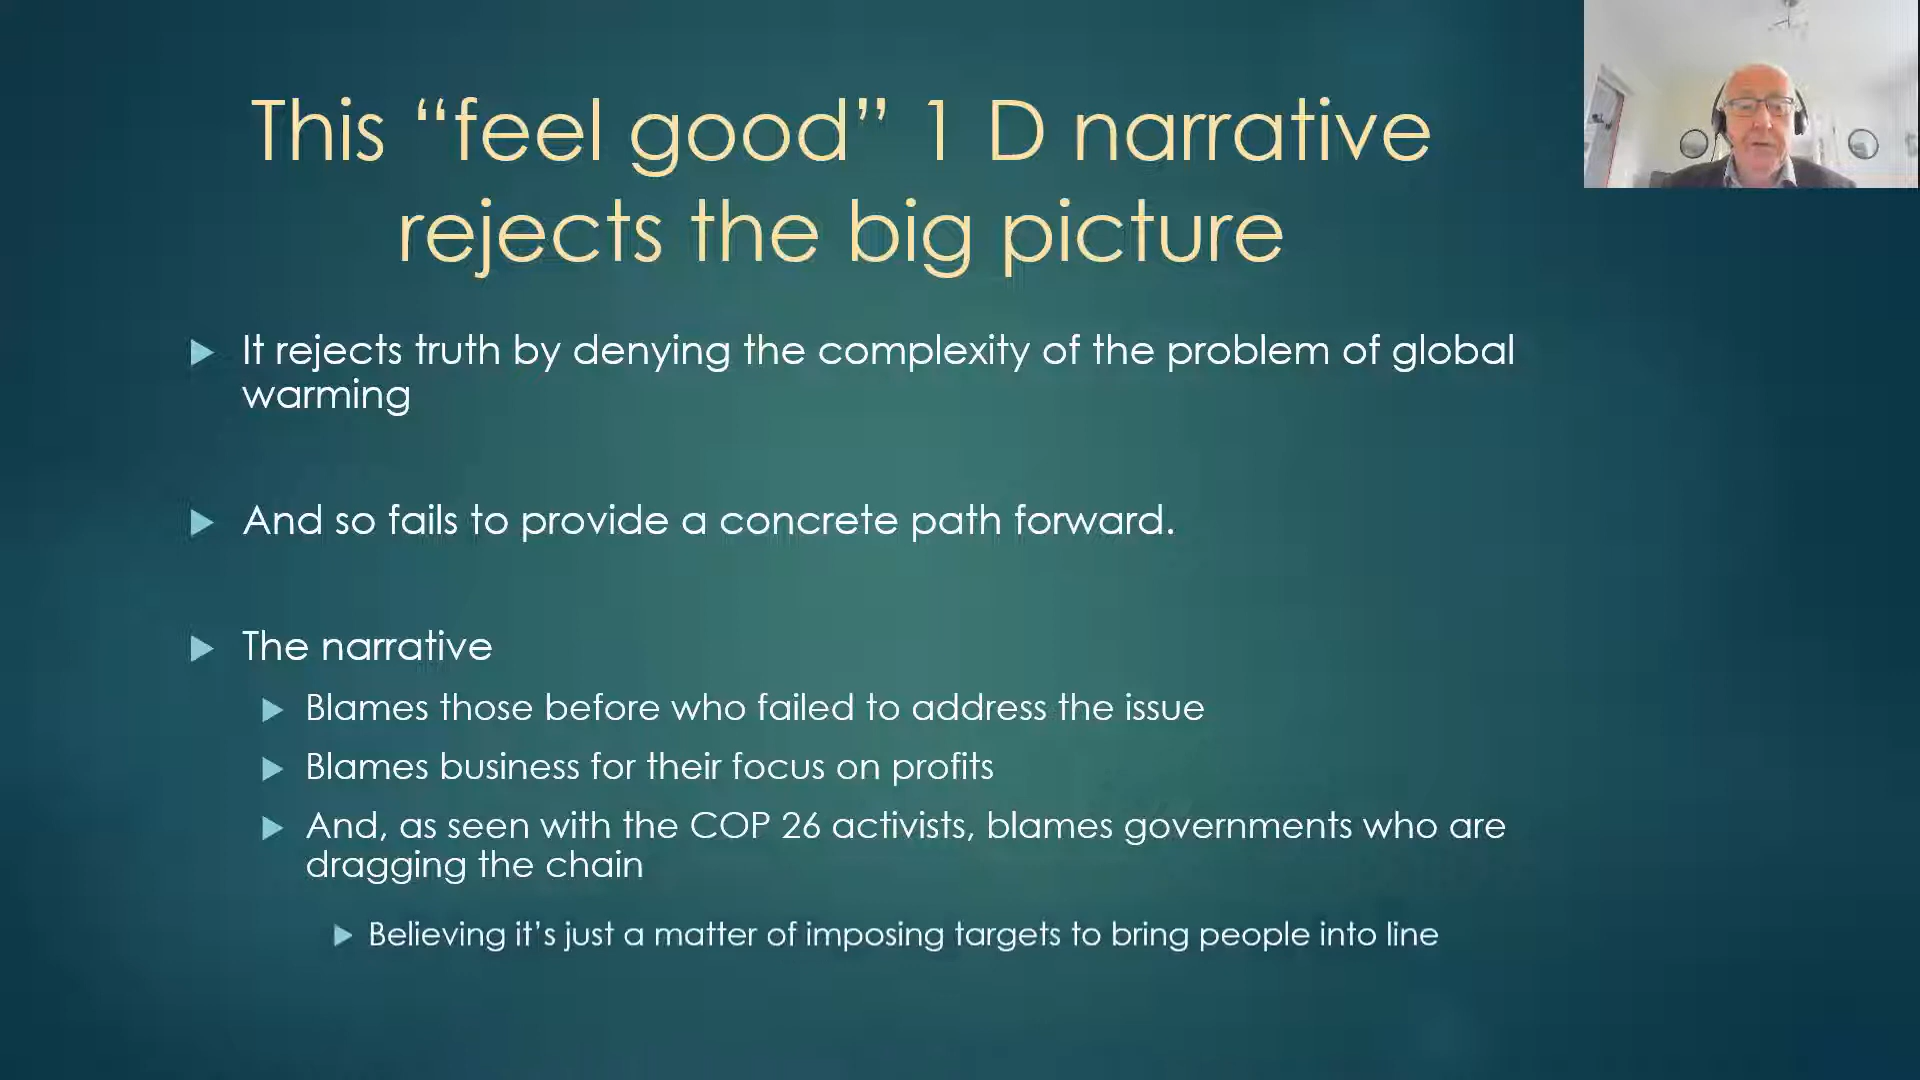 This “feel good” 1 D narrative
rejects the big picture
It rejects truth by denying the complexity of the problem of global
warming
And so fails to provide a concrete path forward.
The narrative
Blames those before who failed to address the issue
Blames business for their focus on profits
And, as seen with the COP 26 activists, blames governments who are
dragging the chain
Believing it’s just a matter of imposing targets to bring people into line